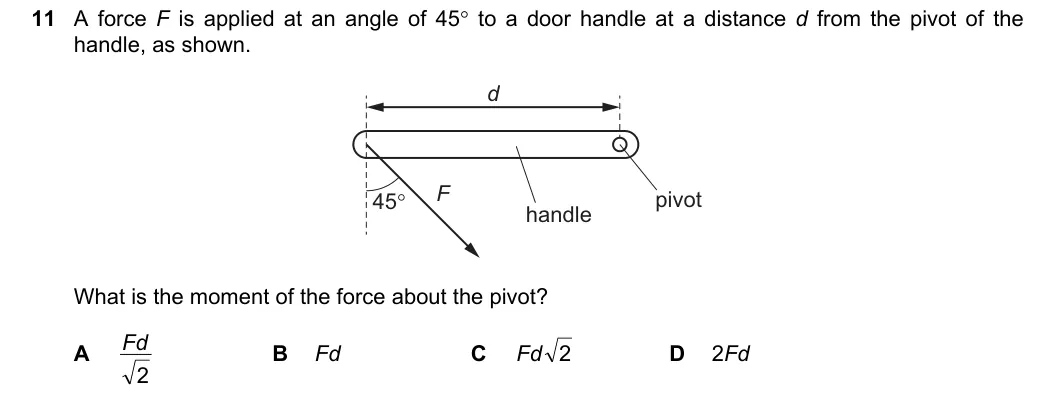 11 A force F is applied at an angle of 45° to a door handle at a distance d from the pivot of the
handle, as shown.
d
45°
F
handle
pivot
What is the moment of the force about the pivot?
A Fd/√2 B Fd C Fd√2 D 2Fd